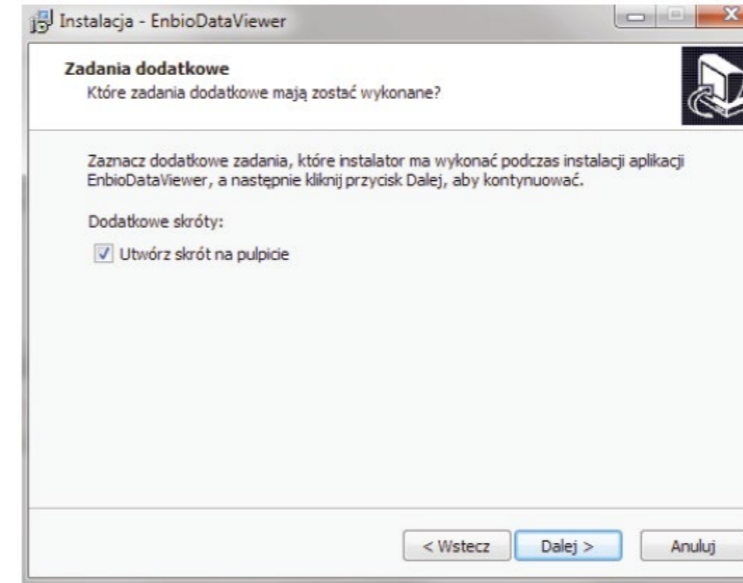 Instalacja - EnbioDataViewer
Zadania dodatkowe
Które zadania dodatkowe mają zostać wykonane?
Zaznacz dodatkowe zadania, które instalator ma wykonać podczas instalacji aplikacji
EnbioDataViewer, a następnie kliknij przycisk Dalej, aby kontynuować.
Dodatkowe skróty:
Utwórz skrót na pulpicie
< Wstecz Dalej > Anuluj